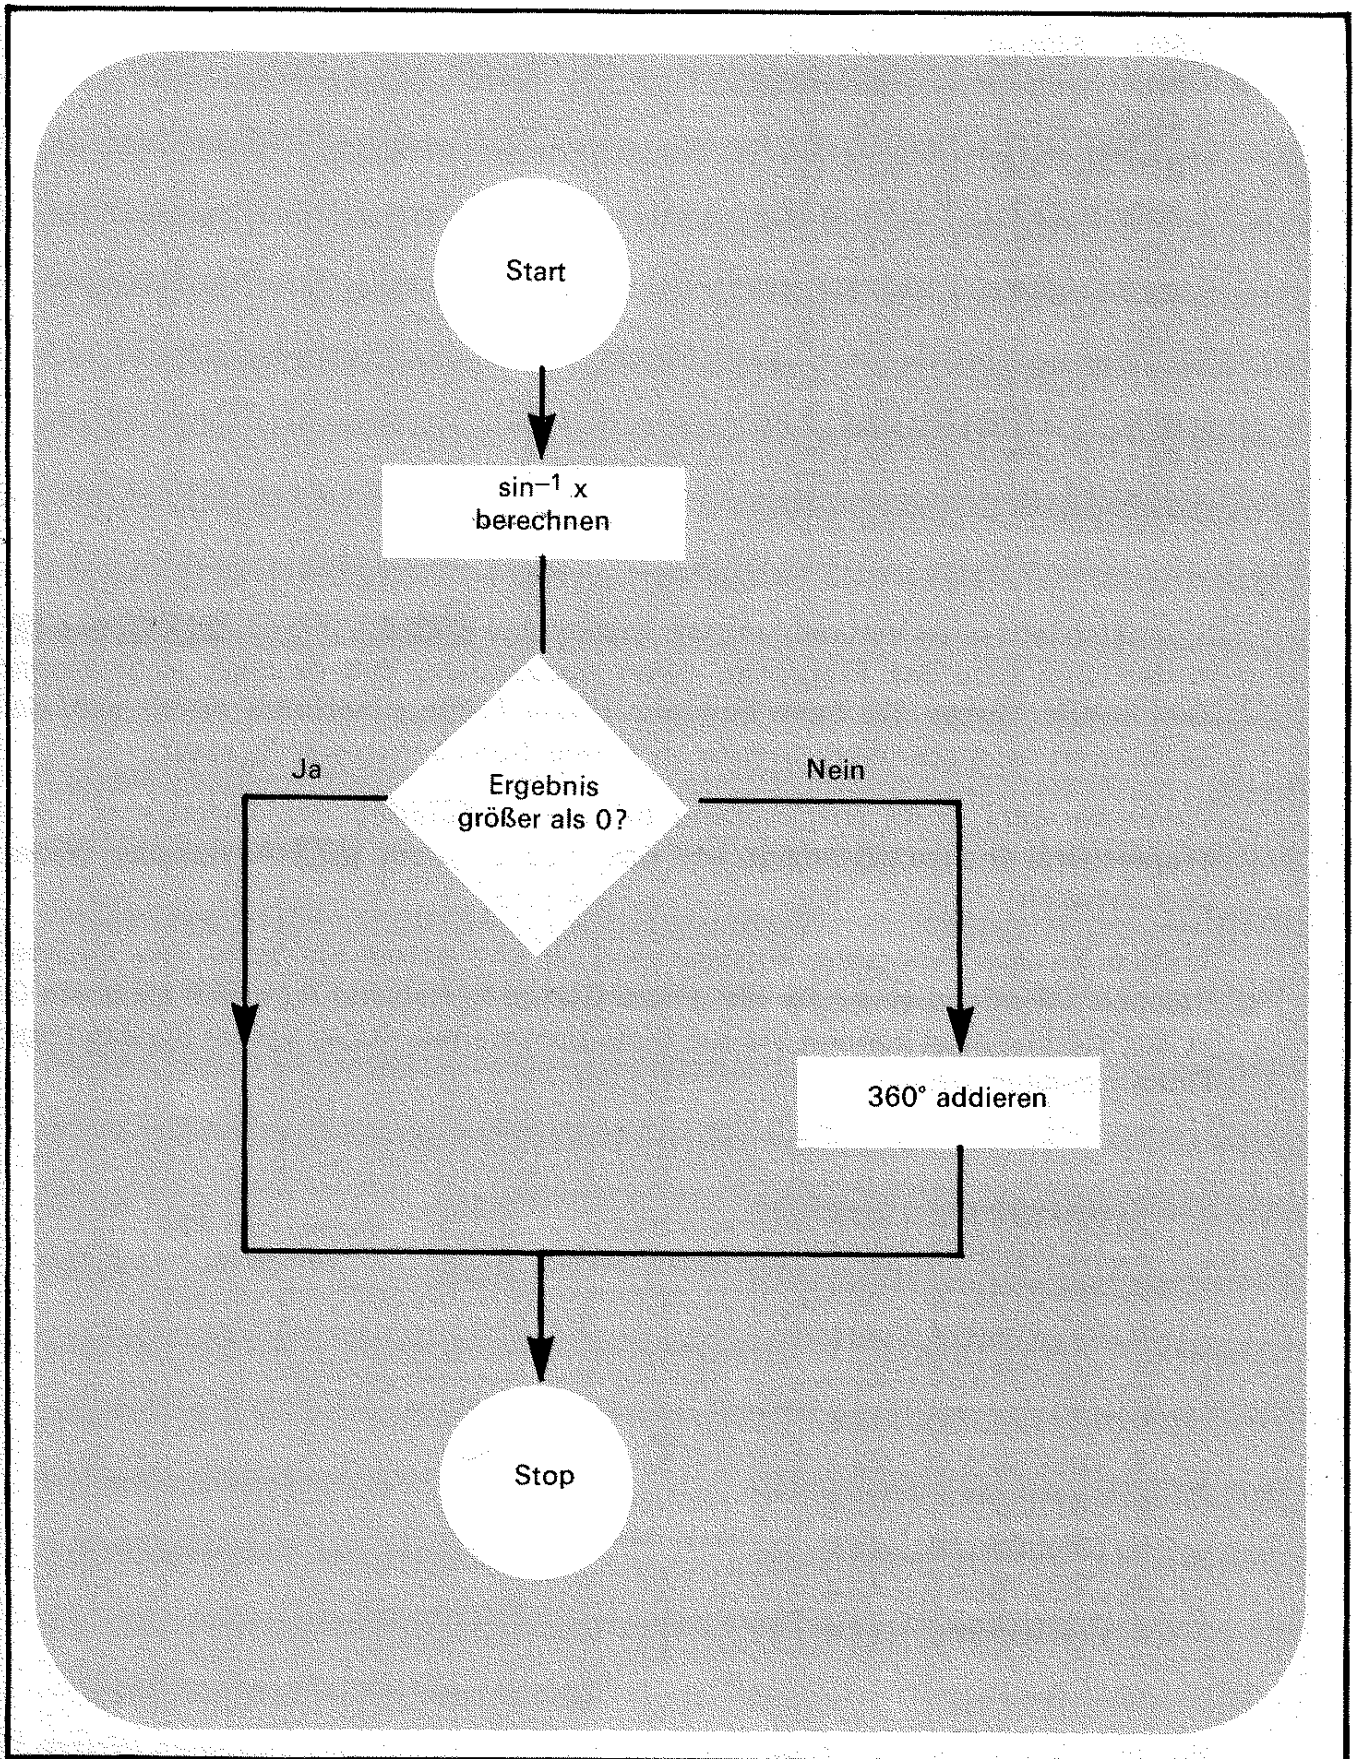 Start
sin⁻¹ x
berechnen
Ja
Nein
Ergebnis
größer als 0?
360° addieren
Stop